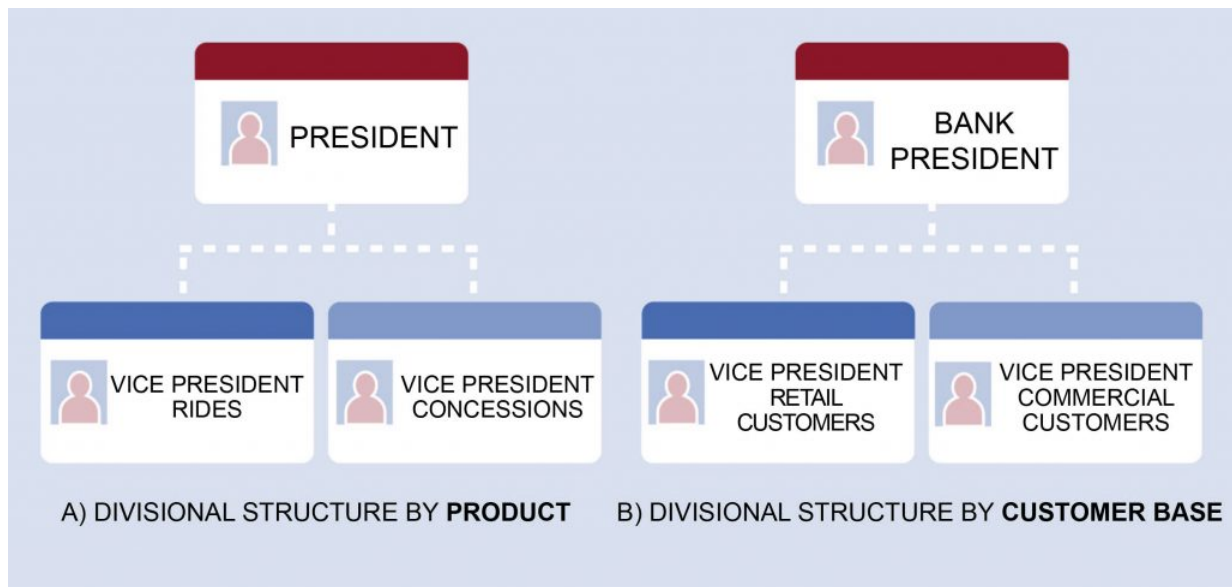 PRESIDENT
BANK
PRESIDENT
VICE PRESIDENT
RIDES
VICE PRESIDENT
CONCESSIONS
VICE PRESIDENT
RETAIL
CUSTOMERS
VICE PRESIDENT
COMMERCIAL
CUSTOMERS
A) DIVISIONAL STRUCTURE BY PRODUCT
B) DIVISIONAL STRUCTURE BY CUSTOMER BASE